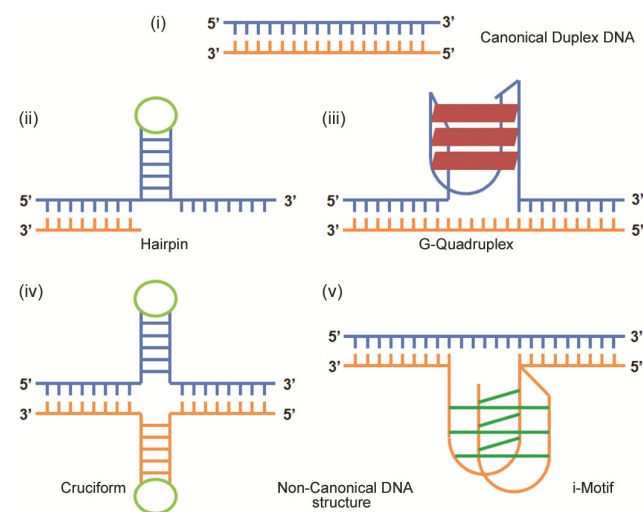 (i)
5’ 3’
3’ 5’
Canonical Duplex DNA
(ii)
5’ 3’
3’
Hairpin
(iii)
5’ 3’
3’ 5’
G-Quadruplex
(iv)
5’ 3’
3’ 5’
Cruciform
(v)
5’ 3’
3’ 5’
i-Motif
Non-Canonical DNA
structure